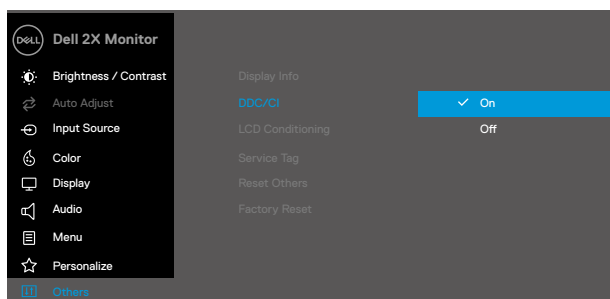 DELL Dell 2X Monitor
Brightness / Contrast
Display Info
Auto Adjust
DDC/CI
On
Input Source
LCD Conditioning
Off
Color
Service Tag
Display
Reset Others
Audio
Factory Reset
Menu
Personalize
Others